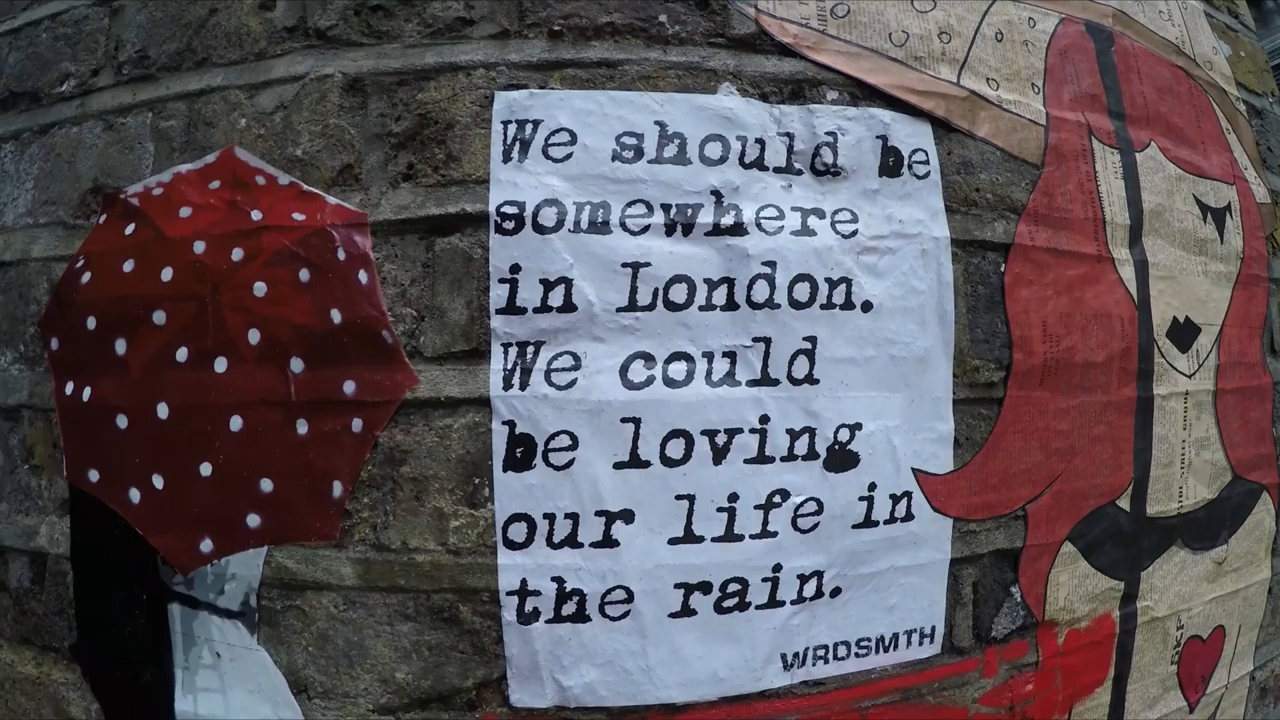 We should be
somewhere
in London.
We could
be loving
our life in
the rain.
WRDSMTH